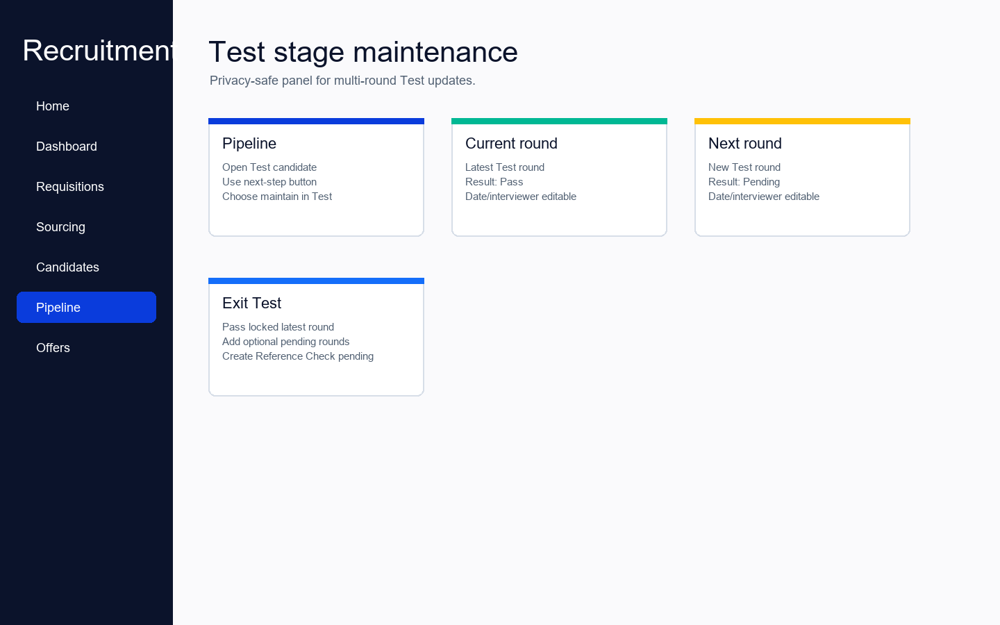 Recruitment
Home
Dashboard
Requisitions
Sourcing
Candidates
Pipeline
Offers
Test stage maintenance
Privacy-safe panel for multi-round Test updates.
Pipeline
Open Test candidate
Use next-step button
Choose maintain in Test
Current round
Latest Test round
Result: Pass
Date/interviewer editable
Next round
New Test round
Result: Pending
Date/interviewer editable
Exit Test
Pass locked latest round
Add optional pending rounds
Create Reference Check pending